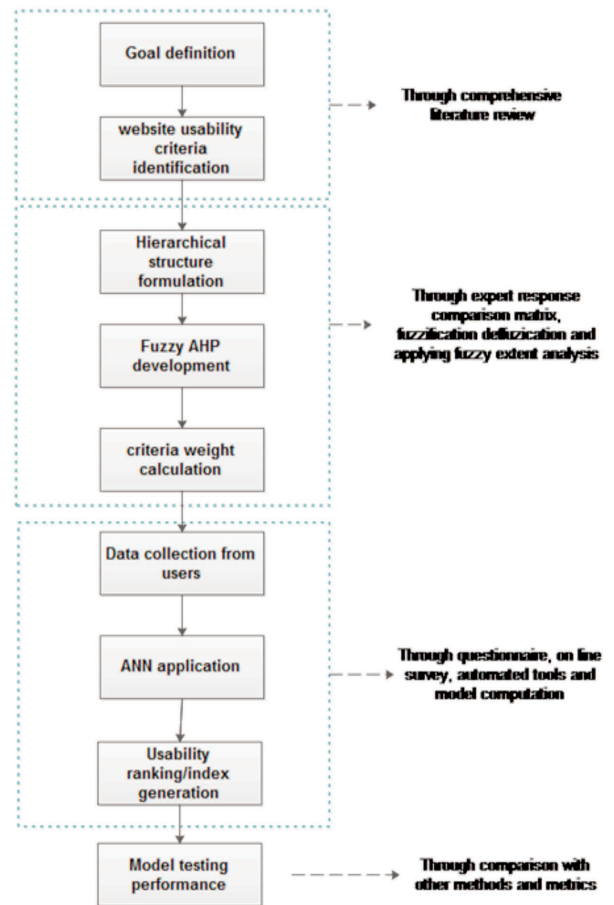 Goal definition
website usability
criteria
identification
Through comprehensive
literature review
Hierarchical
structure
formulation
Fuzzy AHP
development
criteria weight
calculation
Through expert response
comparison matrix,
fuzzification deffuzication and
applying fuzzy extent analysis
Data collection from
users
ANN application
Usability
ranking/index
generation
Through questionnaire, on line
survey, automated tools and
model computation
Model testing
performance
Through comparison with
other methods and metrics